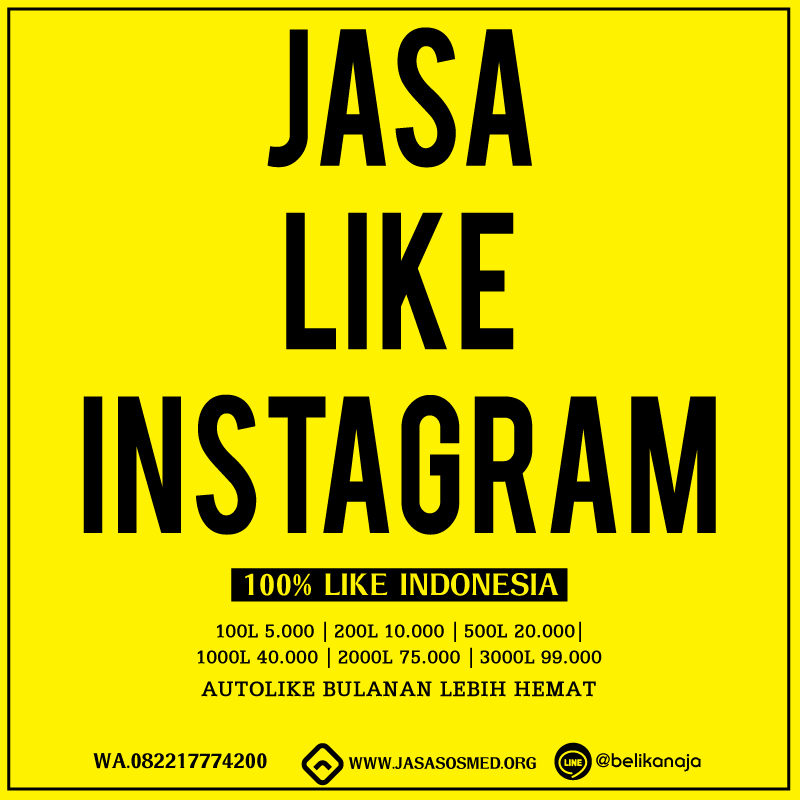 JASA
LIKE
INSTAGRAM
100% LIKE INDONESIA
100L 5.000 | 200L 10.000 | 500L 20.000|
1000L 40.000 | 2000L 75.000 | 3000L 99.000
AUTOLIKE BULANAN LEBIH HEMAT
WA.082217774200 WWW.JASASOSMED.ORG LINE @belikanaja